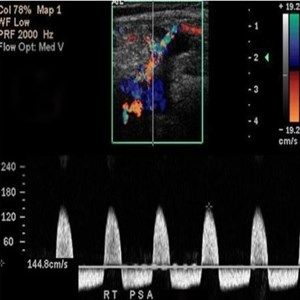 Col 78% Map 1
WF Low
PRF 2000 Hz
Flow Opt: Med V
+ 19.2
- 1
- 2
- 3
- 4
- 19.2
cm/s
240
180
120
60
144.8cm/s
RT PSA